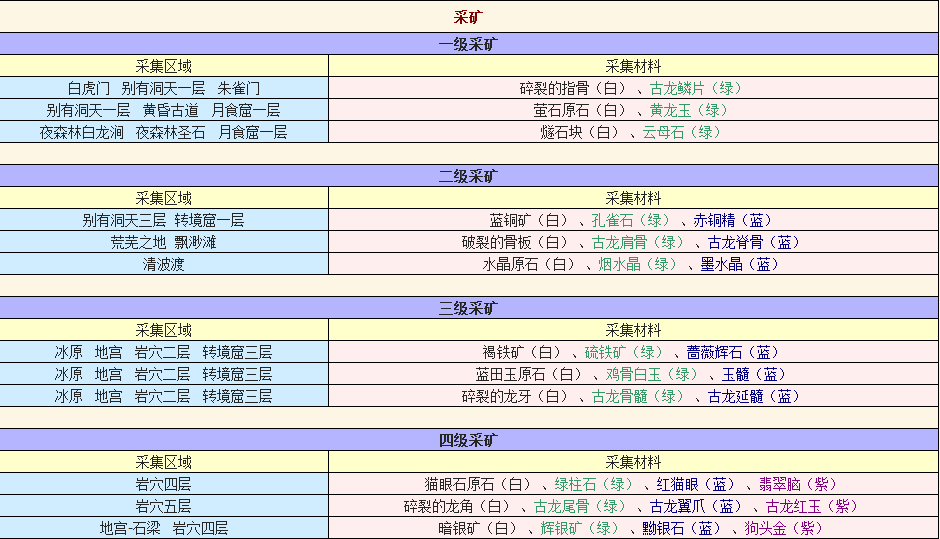 采矿
一级采矿
采集区域 采集材料
白虎门 别有洞天一层 朱雀门 碎裂的指骨（白）、古龙鳞片（绿）
别有洞天一层 黄昏古道 月食窟一层 萤石原石（白）、黄龙玉（绿）
夜森林白龙涧 夜森林圣石 月食窟一层 燧石块（白）、云母石（绿）
二级采矿
采集区域 采集材料
别有洞天三层 转境窟一层 蓝铜矿（白）、孔雀石（绿）、赤铜精（蓝）
荒芜之地 飘渺滩 破裂的骨板（白）、古龙肩骨（绿）、古龙脊骨（蓝）
清波渡 水晶原石（白）、烟水晶（绿）、墨水晶（蓝）
三级采矿
采集区域 采集材料
冰原 地宫 岩穴二层 转境窟三层 褐铁矿（白）、硫铁矿（绿）、蔷薇辉石（蓝）
冰原 地宫 岩穴二层 转境窟三层 蓝田玉原石（白）、鸡骨白玉（绿）、玉髓（蓝）
冰原 地宫 岩穴二层 转境窟三层 碎裂的龙牙（白）、古龙骨髓（绿）、古龙延髓（蓝）
四级采矿
采集区域 采集材料
岩穴四层 猫眼石原石（白）、绿柱石（绿）、红猫眼（蓝）、翡翠脑（紫）
岩穴五层 碎裂的龙角（白）、古龙尾骨（绿）、古龙翼爪（蓝）、古龙红玉（紫）
地宫-石梁 岩穴四层 暗银矿（白）、辉银矿（绿）、黝银石（蓝）、狗头金（紫）